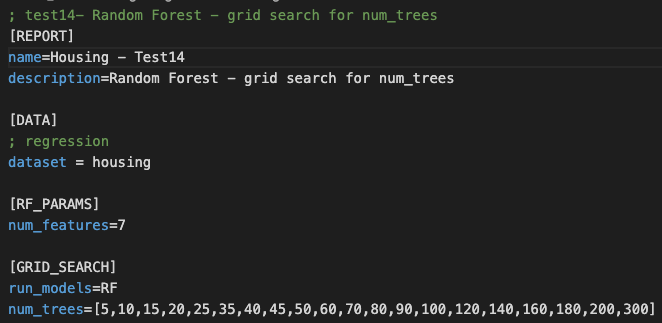 ; test14- Random Forest - grid search for num_trees
[REPORT]
name=Housing - Test14
description=Random Forest - grid search for num_trees
[DATA]
; regression
dataset = housing
[RF_PARAMS]
num_features=7
[GRID_SEARCH]
run_models=RF
num_trees=[5,10,15,20,25,35,40,45,50,60,70,80,90,100,120,140,160,180,200,300]